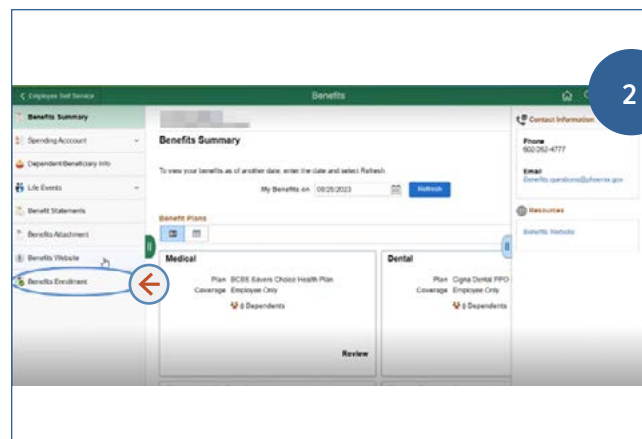 2
Employee Self Service
Benefits
Benefits Summary
Spending Account
Dependent/Beneficiary Info
Life Events
Benefit Statements
Benefits Attachment
Benefits Website
Benefits Enrollment
Benefits Summary
To view your benefits as of another date, enter the date and select Refresh
My Benefits on 08/25/2023 Refresh
Benefit Plans
Medical
Plan BCBS Savers Choice Health Plan
Coverage Employee Only
0 Dependents
Review
Dental
Plan Cigna Dental PPO
Coverage Employee Only
0 Dependents
Contact Information
Phone
602/262-4777
Email
Benefits.questions@phoenix.gov
Resources
Benefits Website